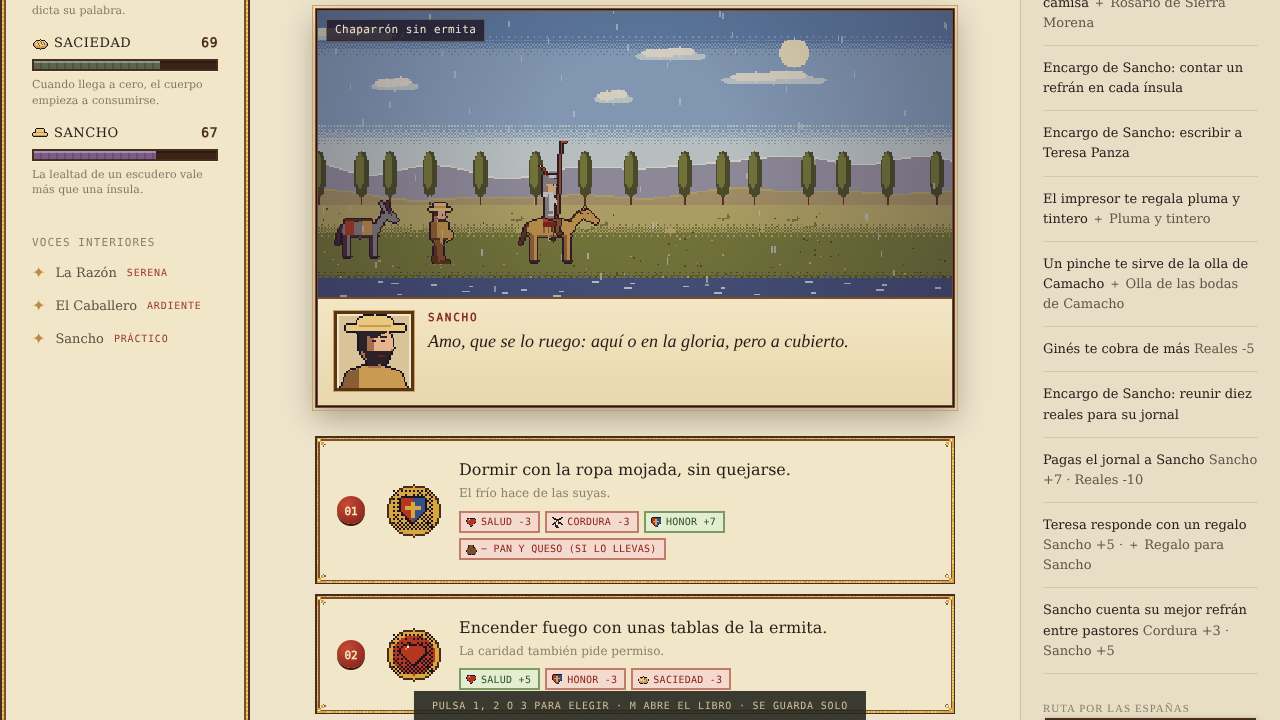 dicta su palabra.
SACIEDAD 69
Cuando llega a cero, el cuerpo
empieza a consumirse.
SANCHO 67
La lealtad de un escudero vale
más que una ínsula.
VOCES INTERIORES
La Razón SERENA
El Caballero ARDIENTE
Sancho PRÁCTICO
Chaparrón sin ermita
SANCHO
Amo, que se lo ruego: aquí o en la gloria, pero a cubierto.
01
Dormir con la ropa mojada, sin quejarse.
El frío hace de las suyas.
SALUD -3 CORDURA -3 HONOR +7
− PAN Y QUESO (SI LO LLEVAS)
02
Encender fuego con unas tablas de la ermita.
La caridad también pide permiso.
SALUD +5 HONOR -3 SACIEDAD -3
PULSA 1, 2 O 3 PARA ELEGIR · M ABRE EL LIBRO · SE GUARDA SOLO
camisa + Rosario de Sierra
Morena
Encargo de Sancho: contar un
refrán en cada ínsula
Encargo de Sancho: escribir a
Teresa Panza
El impresor te regala pluma y
tintero + Pluma y tintero
Un pinche te sirve de la olla de
Camacho + Olla de las bodas
de Camacho
Ginés te cobra de más Reales -5
Encargo de Sancho: reunir diez
reales para su jornal
Pagas el jornal a Sancho Sancho
+7 · Reales -10
Teresa responde con un regalo
Sancho +5 · + Regalo para
Sancho
Sancho cuenta su mejor refrán
entre pastores Cordura +3 ·
Sancho +5
RUTA POR LAS ESPAÑAS